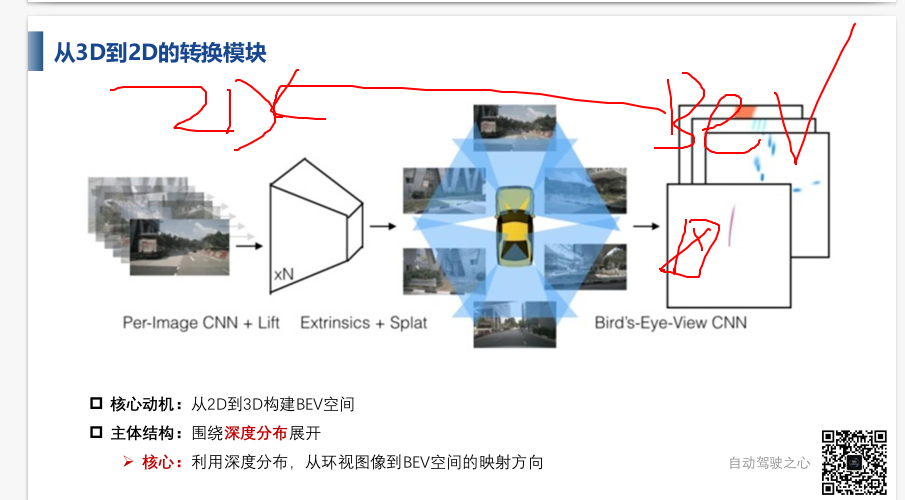 从3D到2D的转换模块
2D
BeV
xN
Per-Image CNN + Lift
Extrinsics + Splat
Bird's-Eye-View CNN
核心动机：从2D到3D构建BEV空间
主体结构：围绕深度分布展开
核心：利用深度分布，从环视图像到BEV空间的映射方向
自动驾驶之心